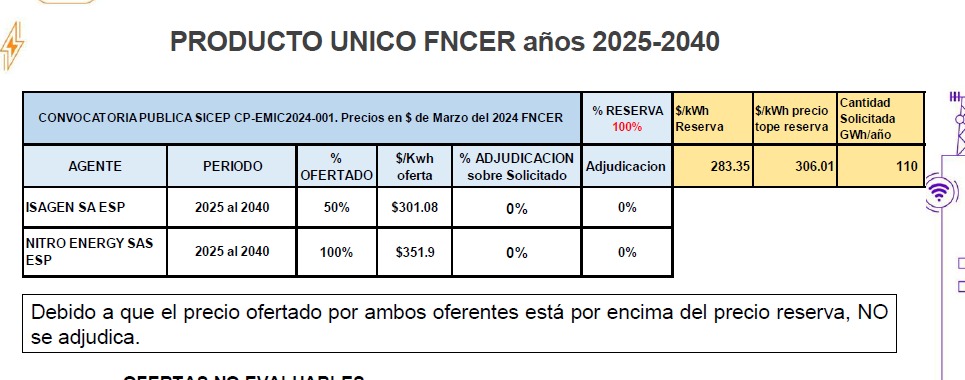 PRODUCTO UNICO FNCER años 2025-2040
CONVOCATORIA PUBLICA SICEP CP-EMIC2024-001. Precios en $ de Marzo del 2024 FNCER
% RESERVA
100%
$/kWh
Reserva
$/kWh precio
tope reserva
Cantidad
Solicitada
GWh/año
AGENTE
PERIODO
%
OFERTADO
$/Kwh
oferta
% ADJUDICACION
sobre Solicitado
Adjudicacion
283.35
306.01
110
ISAGEN SA ESP
2025 al 2040
50%
$301.08
0%
0%
NITRO ENERGY SAS
ESP
2025 al 2040
100%
$351.9
0%
0%
Debido a que el precio ofertado por ambos oferentes está por encima del precio reserva, NO
se adjudica.
OFERTAS NO EVALUABLES